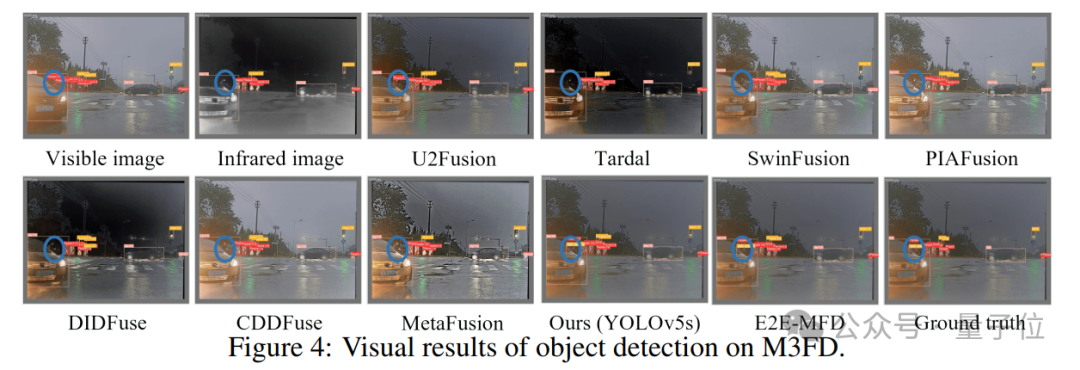 Visible image Infrared image U2Fusion Tardal SwinFusion PIAFusion
DIDFuse CDDFuse MetaFusion Ours (YOLOv5s) E2E-MFD Ground truth
公众号 量子位
Figure 4: Visual results of object detection on M3FD.